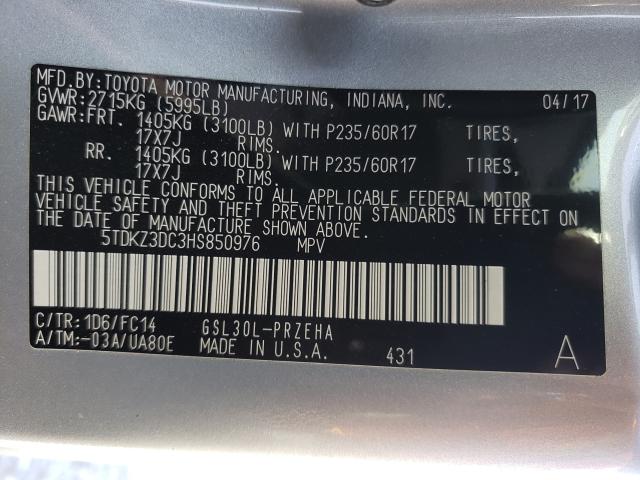 MFD.BY:TOYOTA MOTOR MANUFACTURING, INDIANA, INC. 04/17
GVWR:2715KG (5995LB)
GAWR:FRT. 1405KG (3100LB) WITH P235/60R17 TIRES,
17X7J RIMS.
RR. 1405KG (3100LB) WITH P235/60R17 TIRES,
17X7J RIMS.
THIS VEHICLE CONFORMS TO ALL APPLICABLE FEDERAL MOTOR
VEHICLE SAFETY AND THEFT PREVENTION STANDARDS IN EFFECT ON
THE DATE OF MANUFACTURE SHOWN ABOVE.
5TDKZ3DC3HS850976 MPV
C/TR:1D6/FC14 GSL30L-PRZEHA
A/TM:-03A/UA80E MADE IN U.S.A. 431 A